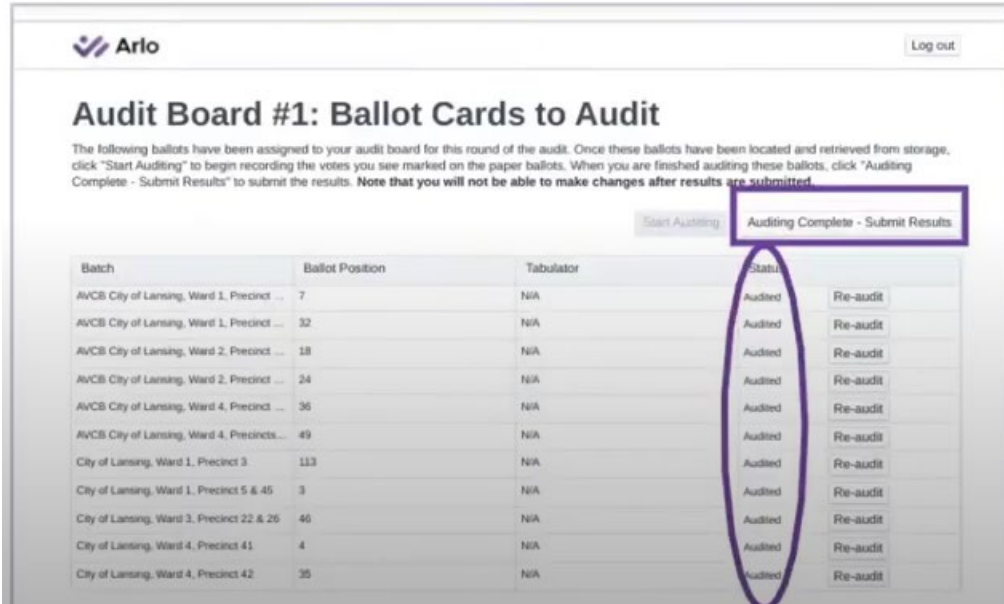 Arlo
Log out
Audit Board #1: Ballot Cards to Audit
The following ballots have been assigned to your audit board for this round of the audit. Once these ballots have been located and retrieved from storage,
click "Start Auditing" to begin recording the votes you see marked on the paper ballots. When you are finished auditing these ballots, click "Auditing
Complete - Submit Results" to submit the results. Note that you will not be able to make changes after results are submitted.
Start Auditing Auditing Complete - Submit Results
Batch Ballot Position Tabulator Status
AVCB City of Lansing, Ward 1, Precinct ... 7 N/A Audited Re-audit
AVCB City of Lansing, Ward 1, Precinct ... 32 N/A Audited Re-audit
AVCB City of Lansing, Ward 2, Precinct ... 18 N/A Audited Re-audit
AVCB City of Lansing, Ward 2, Precinct ... 24 N/A Audited Re-audit
AVCB City of Lansing, Ward 4, Precinct ... 36 N/A Audited Re-audit
AVCB City of Lansing, Ward 4, Precincts... 49 N/A Audited Re-audit
City of Lansing, Ward 1, Precinct 3 113 N/A Audited Re-audit
City of Lansing, Ward 1, Precinct 5 & 45 3 N/A Audited Re-audit
City of Lansing, Ward 3, Precinct 22 & 26 46 N/A Audited Re-audit
City of Lansing, Ward 4, Precinct 41 4 N/A Audited Re-audit
City of Lansing, Ward 4, Precinct 42 35 N/A Audited Re-audit